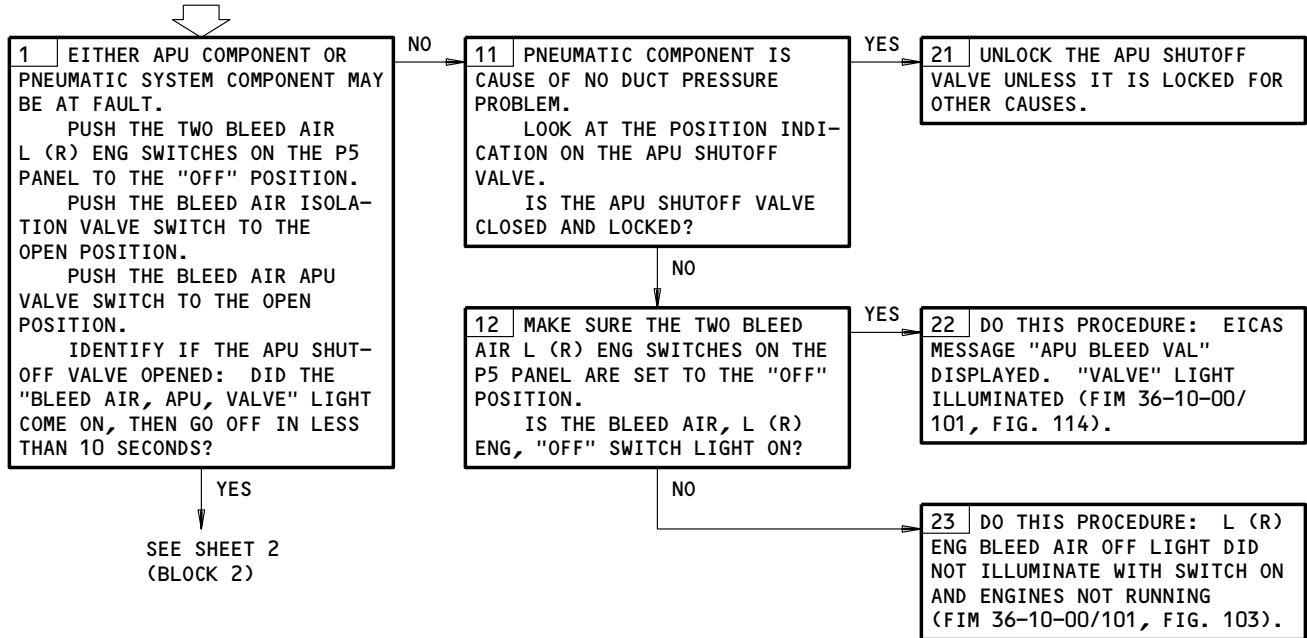 1 EITHER APU COMPONENT OR
PNEUMATIC SYSTEM COMPONENT MAY
BE AT FAULT.
PUSH THE TWO BLEED AIR
L (R) ENG SWITCHES ON THE P5
PANEL TO THE "OFF" POSITION.
PUSH THE BLEED AIR ISOLA-
TION VALVE SWITCH TO THE
OPEN POSITION.
PUSH THE BLEED AIR APU
VALVE SWITCH TO THE OPEN
POSITION.
IDENTIFY IF THE APU SHUT-
OFF VALVE OPENED: DID THE
"BLEED AIR, APU, VALVE" LIGHT
COME ON, THEN GO OFF IN LESS
THAN 10 SECONDS?
YES
SEE SHEET 2
(BLOCK 2)
NO
11 PNEUMATIC COMPONENT IS
CAUSE OF NO DUCT PRESSURE
PROBLEM.
LOOK AT THE POSITION INDI-
CATION ON THE APU SHUTOFF
VALVE.
IS THE APU SHUTOFF VALVE
CLOSED AND LOCKED?
YES
21 UNLOCK THE APU SHUTOFF
VALVE UNLESS IT IS LOCKED FOR
OTHER CAUSES.
NO
12 MAKE SURE THE TWO BLEED
AIR L (R) ENG SWITCHES ON THE
P5 PANEL ARE SET TO THE "OFF"
POSITION.
IS THE BLEED AIR, L (R)
ENG, "OFF" SWITCH LIGHT ON?
YES
22 DO THIS PROCEDURE: EICAS
MESSAGE "APU BLEED VAL"
DISPLAYED. "VALVE" LIGHT
ILLUMINATED (FIM 36-10-00/
101, FIG. 114).
NO
23 DO THIS PROCEDURE: L (R)
ENG BLEED AIR OFF LIGHT DID
NOT ILLUMINATE WITH SWITCH ON
AND ENGINES NOT RUNNING
(FIM 36-10-00/101, FIG. 103).